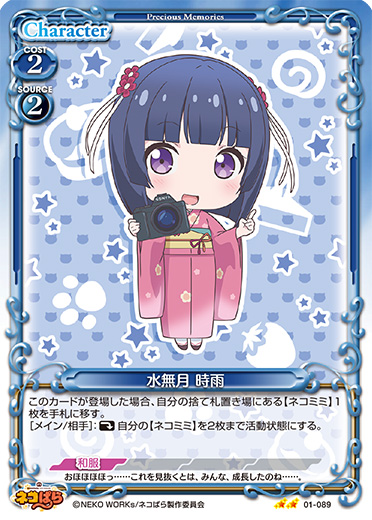 Precious Memories
Character
COST
2
SOURCE
2
水無月 時雨
このカードが登場した場合、自分の捨て札置き場にある【ネコミミ】1
枚を手札に移す。
[メイン/相手]: 自分の【ネコミミ】を2枚まで活動状態にする。
和服
おほほほほっ……これを見抜くとは、みんな、成長したのね……。
ネコぱら
©NEKO WORKs/ネコぱら製作委員会
01-089